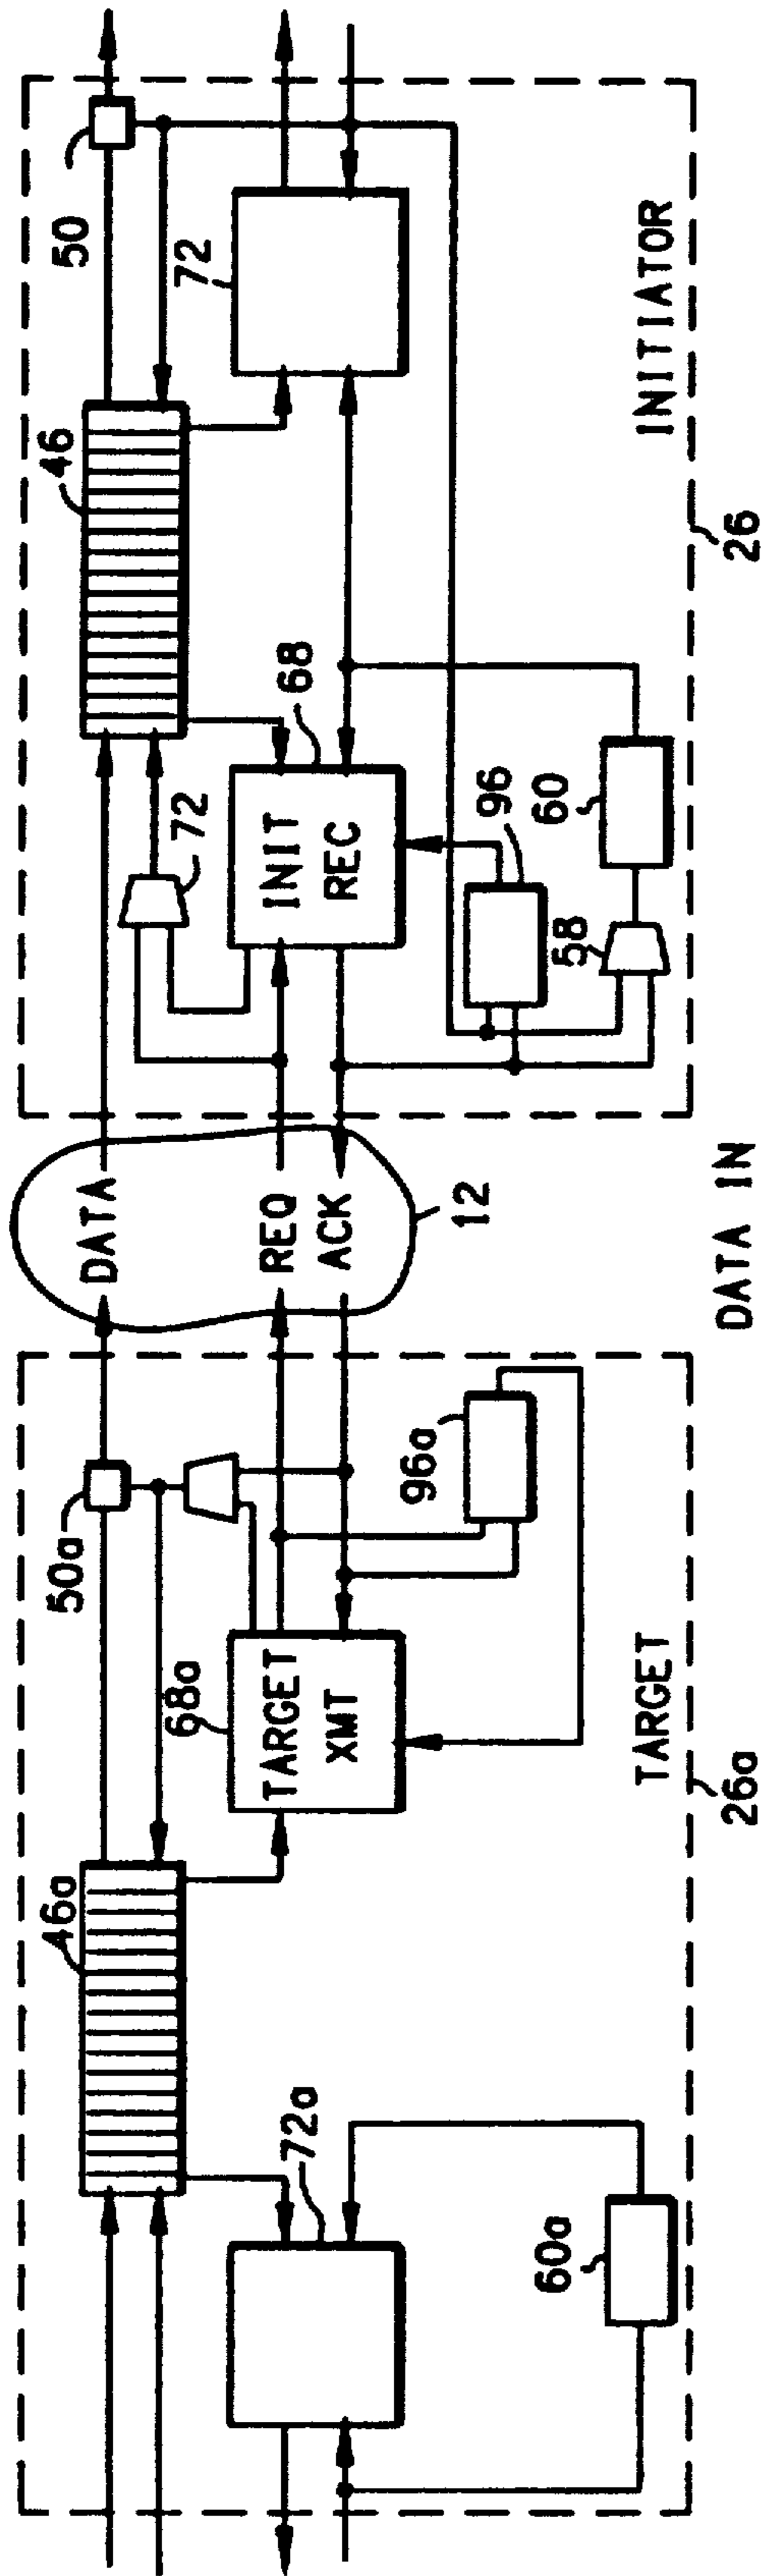 50
46
72
72
68
INIT
REC
96
60
58
INITIATOR
26
DATA
REQ
ACK
12
DATA IN
50a
46a
68a
TARGET
XMT
96a
72a
60a
TARGET
26a